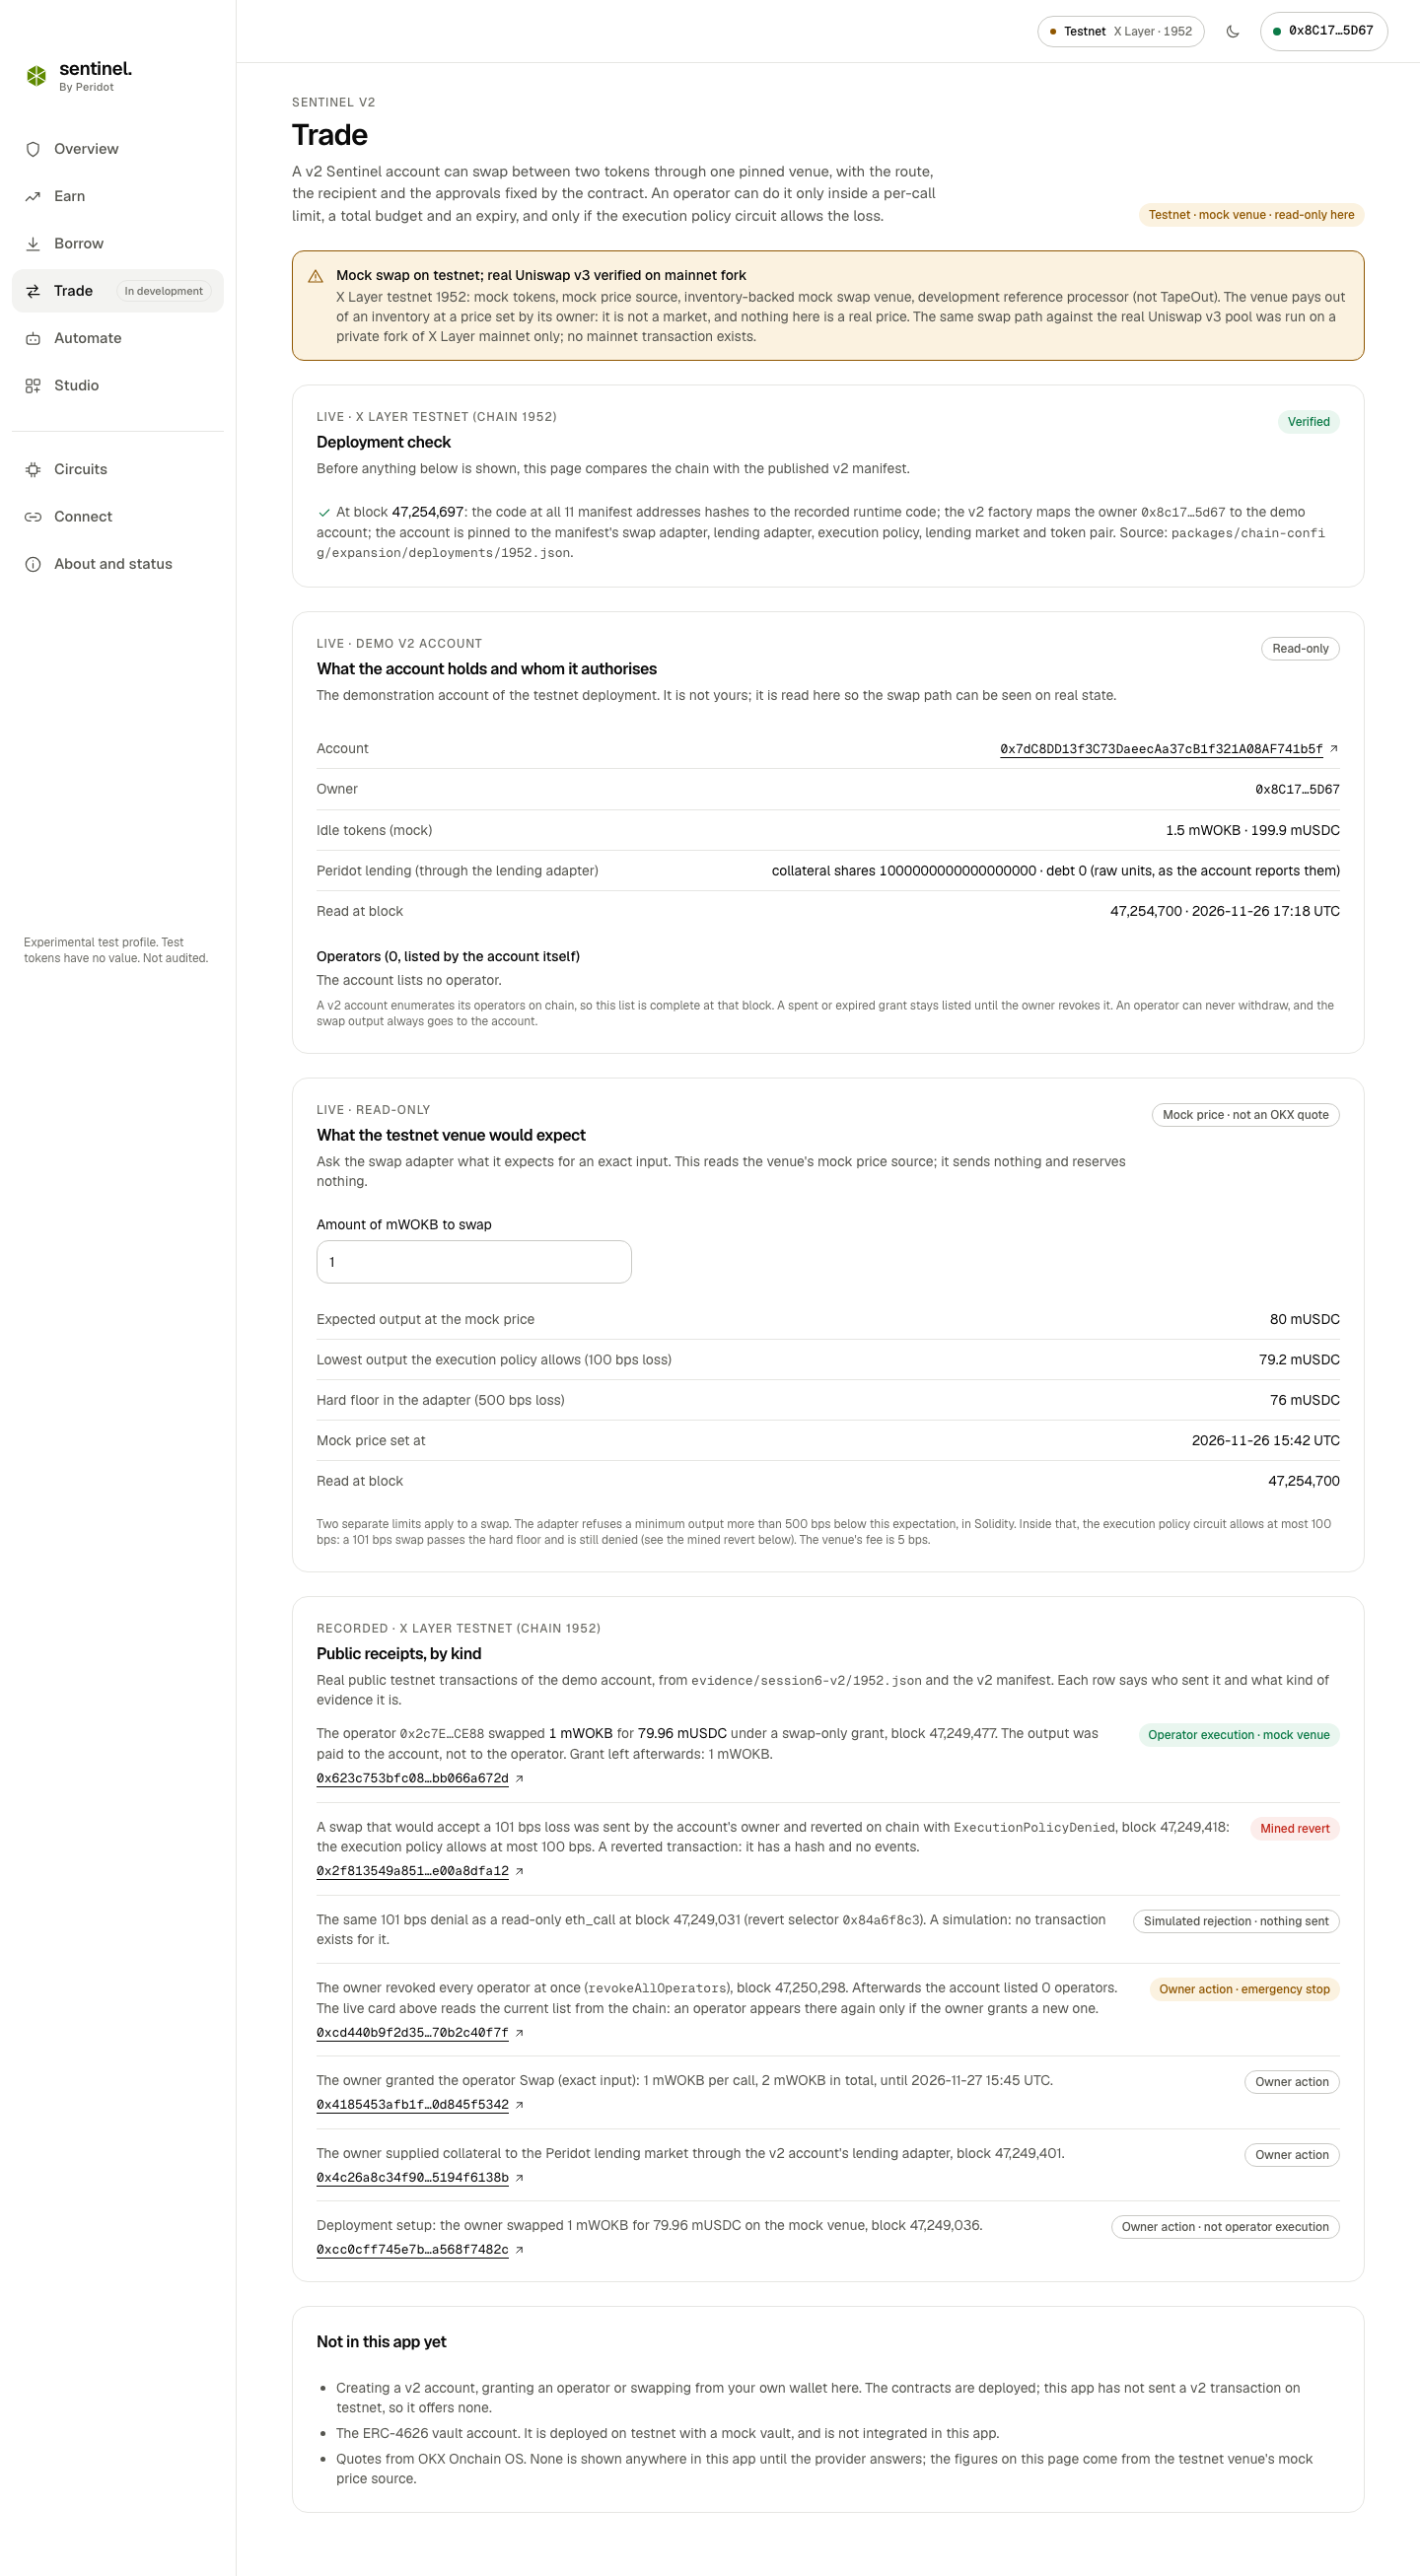 sentinel.
By Peridot
Overview
Earn
Borrow
Trade In development
Automate
Studio
Circuits
Connect
About and status
Experimental test profile. Test
tokens have no value. Not audited.
Testnet X Layer · 1952
0x8C17…5D67
SENTINEL V2
Trade
A v2 Sentinel account can swap between two tokens through one pinned venue, with the route,
the recipient and the approvals fixed by the contract. An operator can do it only inside a per-call
limit, a total budget and an expiry, and only if the execution policy circuit allows the loss.
Testnet · mock venue · read-only here
Mock swap on testnet; real Uniswap v3 verified on mainnet fork
X Layer testnet 1952: mock tokens, mock price source, inventory-backed mock swap venue, development reference processor (not TapeOut). The venue pays out
of an inventory at a price set by its owner: it is not a market, and nothing here is a real price. The same swap path against the real Uniswap v3 pool was run on a
private fork of X Layer mainnet only; no mainnet transaction exists.
LIVE · X LAYER TESTNET (CHAIN 1952)
Verified
Deployment check
Before anything below is shown, this page compares the chain with the published v2 manifest.
At block 47,254,697: the code at all 11 manifest addresses hashes to the recorded runtime code; the v2 factory maps the owner 0x8c17…5d67 to the demo
account; the account is pinned to the manifest's swap adapter, lending adapter, execution policy, lending market and token pair. Source: packages/chain-confi
g/expansion/deployments/1952.json.
LIVE · DEMO V2 ACCOUNT
Read-only
What the account holds and whom it authorises
The demonstration account of the testnet deployment. It is not yours; it is read here so the swap path can be seen on real state.
Account 0x7dC8DD13f3C73DaeecAa37cB1f321A08AF741b5f
Owner 0x8C17…5D67
Idle tokens (mock) 1.5 mWOKB · 199.9 mUSDC
Peridot lending (through the lending adapter) collateral shares 1000000000000000000 · debt 0 (raw units, as the account reports them)
Read at block 47,254,700 · 2026-11-26 17:18 UTC
Operators (0, listed by the account itself)
The account lists no operator.
A v2 account enumerates its operators on chain, so this list is complete at that block. A spent or expired grant stays listed until the owner revokes it. An operator can never withdraw, and the
swap output always goes to the account.
LIVE · READ-ONLY
Mock price · not an OKX quote
What the testnet venue would expect
Ask the swap adapter what it expects for an exact input. This reads the venue's mock price source; it sends nothing and reserves
nothing.
Amount of mWOKB to swap
1
Expected output at the mock price 80 mUSDC
Lowest output the execution policy allows (100 bps loss) 79.2 mUSDC
Hard floor in the adapter (500 bps loss) 76 mUSDC
Mock price set at 2026-11-26 15:42 UTC
Read at block 47,254,700
Two separate limits apply to a swap. The adapter refuses a minimum output more than 500 bps below this expectation, in Solidity. Inside that, the execution policy circuit allows at most 100
bps: a 101 bps swap passes the hard floor and is still denied (see the mined revert below). The venue's fee is 5 bps.
RECORDED · X LAYER TESTNET (CHAIN 1952)
Public receipts, by kind
Real public testnet transactions of the demo account, from evidence/session6-v2/1952.json and the v2 manifest. Each row says who sent it and what kind of
evidence it is.
The operator 0x2c7E…CE88 swapped 1 mWOKB for 79.96 mUSDC under a swap-only grant, block 47,249,477. The output was
paid to the account, not to the operator. Grant left afterwards: 1 mWOKB.
Operator execution · mock venue
0x623c753bfc08…bb066a672d
A swap that would accept a 101 bps loss was sent by the account's owner and reverted on chain with ExecutionPolicyDenied, block 47,249,418:
the execution policy allows at most 100 bps. A reverted transaction: it has a hash and no events.
Mined revert
0x2f813549a851…e00a8dfa12
The same 101 bps denial as a read-only eth_call at block 47,249,031 (revert selector 0x84a6f8c3). A simulation: no transaction
exists for it.
Simulated rejection · nothing sent
The owner revoked every operator at once (revokeAllOperators), block 47,250,298. Afterwards the account listed 0 operators.
The live card above reads the current list from the chain: an operator appears there again only if the owner grants a new one.
Owner action · emergency stop
0xcd440b9f2d35…70b2c40f7f
The owner granted the operator Swap (exact input): 1 mWOKB per call, 2 mWOKB in total, until 2026-11-27 15:45 UTC.
Owner action
0x4185453afb1f…0d845f5342
The owner supplied collateral to the Peridot lending market through the v2 account's lending adapter, block 47,249,401.
Owner action
0x4c26a8c34f90…5194f6138b
Deployment setup: the owner swapped 1 mWOKB for 79.96 mUSDC on the mock venue, block 47,249,036.
Owner action · not operator execution
0xcc0cff745e7b…a568f7482c
Not in this app yet
• Creating a v2 account, granting an operator or swapping from your own wallet here. The contracts are deployed; this app has not sent a v2 transaction on
testnet, so it offers none.
• The ERC-4626 vault account. It is deployed on testnet with a mock vault, and is not integrated in this app.
• Quotes from OKX Onchain OS. None is shown anywhere in this app until the provider answers; the figures on this page come from the testnet venue's mock
price source.